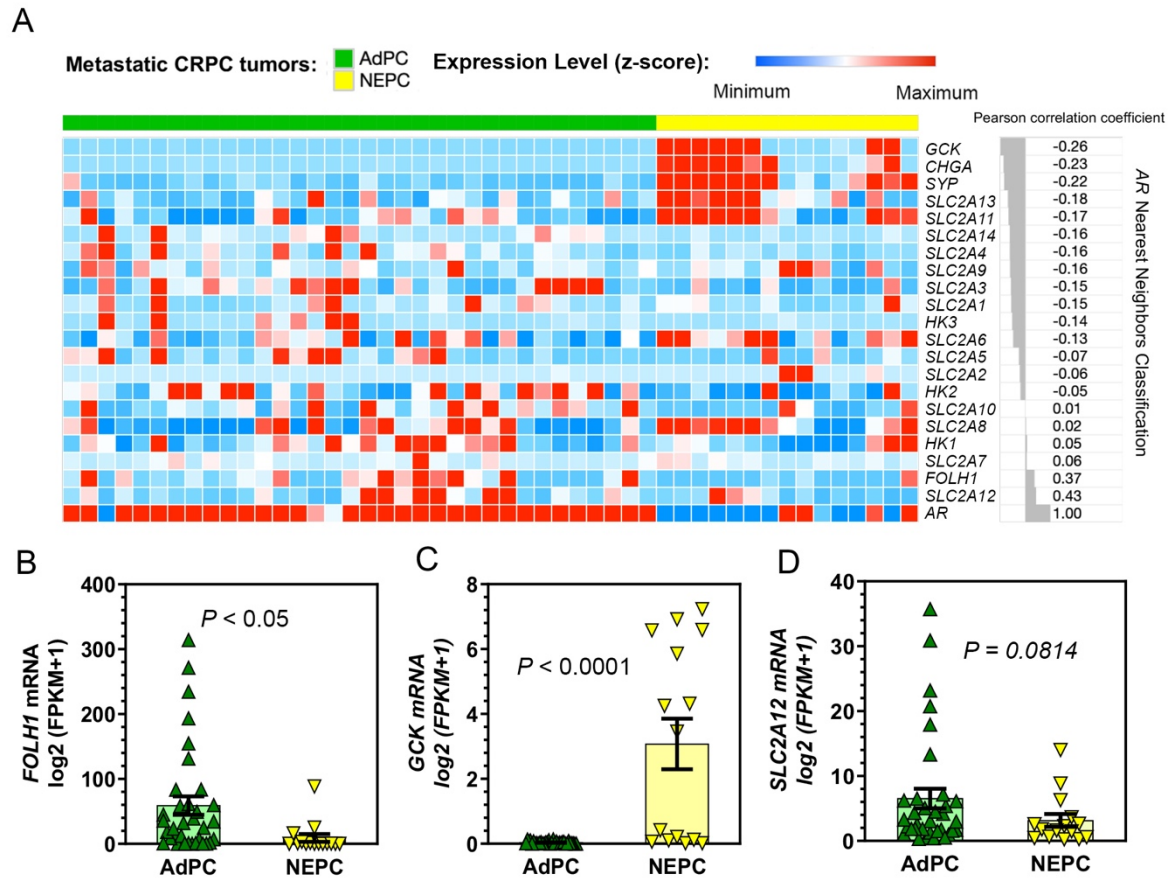 A
Metastatic CRPC tumors:
AdPC
NEPC
Expression Level (z-score):
Minimum
Maximum
Pearson correlation coefficient
GCK -0.26
CHGA -0.23
SYP -0.22
SLC2A13 -0.18
SLC2A11 -0.17
SLC2A14 -0.16
SLC2A4 -0.16
SLC2A9 -0.16
SLC2A3 -0.15
SLC2A1 -0.15
HK3 -0.14
SLC2A6 -0.13
SLC2A5 -0.07
SLC2A2 -0.06
HK2 -0.05
SLC2A10 0.01
SLC2A8 0.02
HK1 0.05
SLC2A7 0.06
FOLH1 0.37
SLC2A12 0.43
AR 1.00
AR Nearest Neighbors Classification
B
FOLH1 mRNA
log2 (FPKM+1)
400
300
200
100
0
P < 0.05
AdPC
NEPC
C
GCK mRNA
log2 (FPKM+1)
8
6
4
2
0
P < 0.0001
AdPC
NEPC
D
SLC2A12 mRNA
log2 (FPKM+1)
40
30
20
10
0
P = 0.0814
AdPC
NEPC